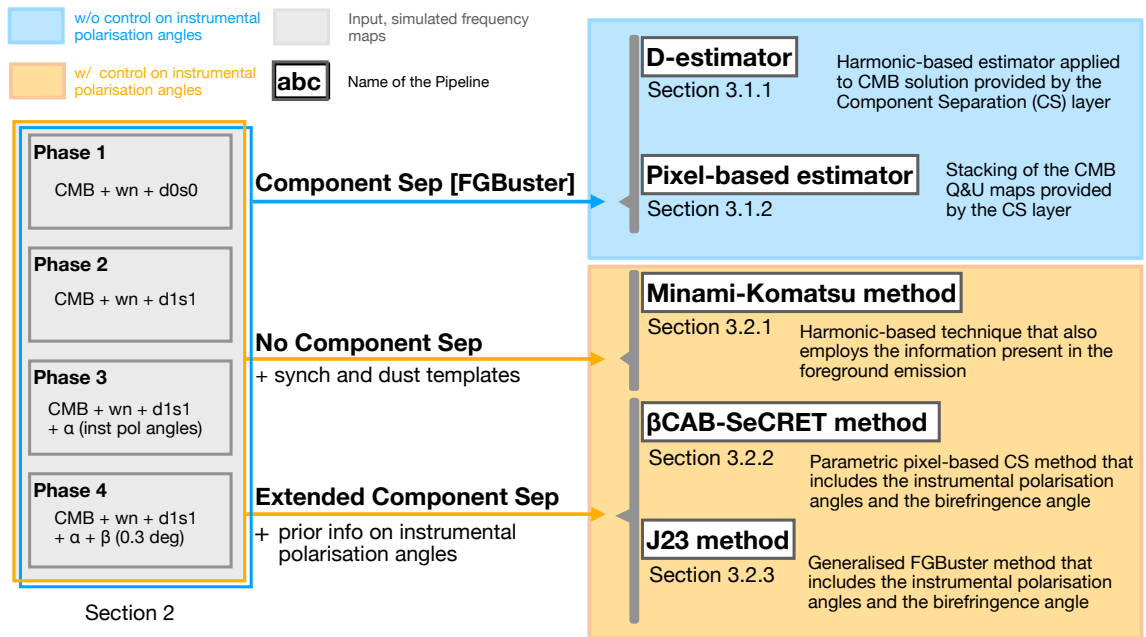 w/o control on instrumental
polarisation angles
Input, simulated frequency
maps
w/ control on instrumental
polarisation angles
abc
Name of the Pipeline
Phase 1
CMB + wn + d0s0
Phase 2
CMB + wn + d1s1
Phase 3
CMB + wn + d1s1
+ α (inst pol angles)
Phase 4
CMB + wn + d1s1
+ α + β (0.3 deg)
Section 2
Component Sep [FGBuster]
No Component Sep
+ synch and dust templates
Extended Component Sep
+ prior info on instrumental
polarisation angles
D-estimator
Section 3.1.1
Harmonic-based estimator applied
to CMB solution provided by the
Component Separation (CS) layer
Pixel-based estimator
Section 3.1.2
Stacking of the CMB
Q&U maps provided
by the CS layer
Minami-Komatsu method
Section 3.2.1
Harmonic-based technique that also
employs the information present in the
foreground emission
βCAB-SeCRET method
Section 3.2.2
Parametric pixel-based CS method that
includes the instrumental polarisation
angles and the birefringence angle
J23 method
Section 3.2.3
Generalised FGBuster method that
includes the instrumental polarisation
angles and the birefringence angle